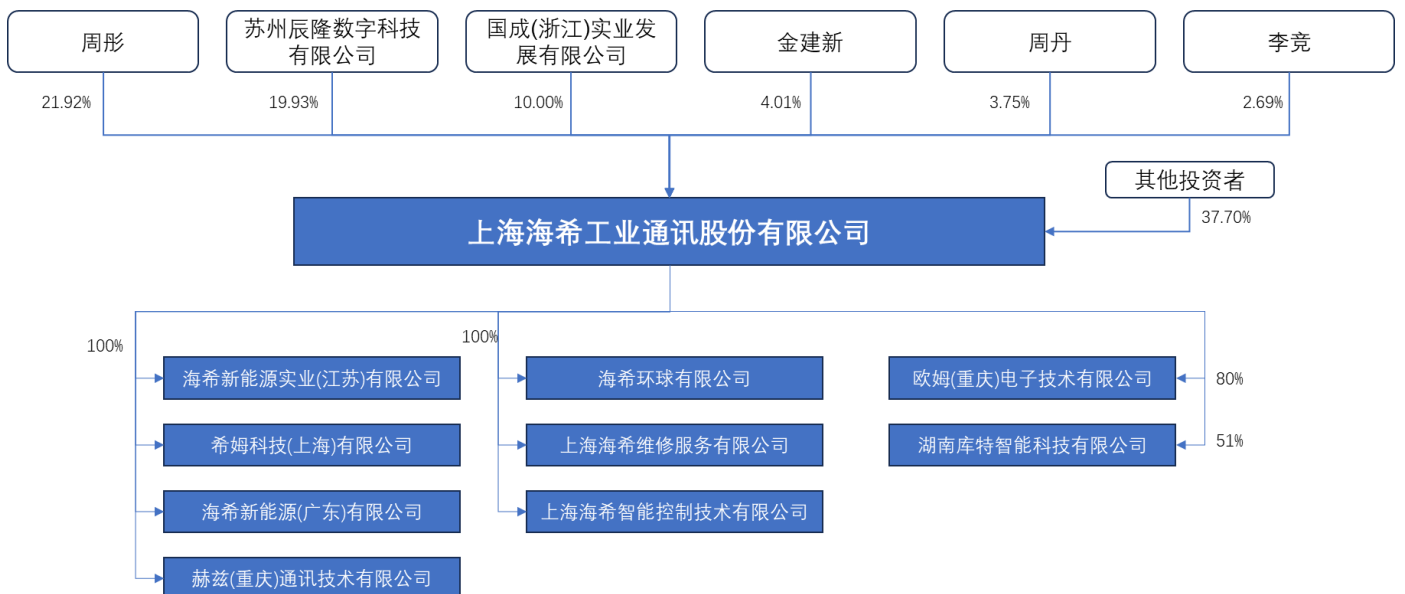 周彤
苏州辰隆数字科技
有限公司
国成(浙江)实业发
展有限公司
金建新
周丹
李竞
21.92%
19.93%
10.00%
4.01%
3.75%
2.69%
其他投资者
37.70%
上海海希工业通讯股份有限公司
100%
100%
海希新能源实业(江苏)有限公司
海希环球有限公司
欧姆(重庆)电子技术有限公司
80%
希姆科技(上海)有限公司
上海海希维修服务有限公司
湖南库特智能科技有限公司
51%
海希新能源(广东)有限公司
上海海希智能控制技术有限公司
赫兹(重庆)通讯技术有限公司